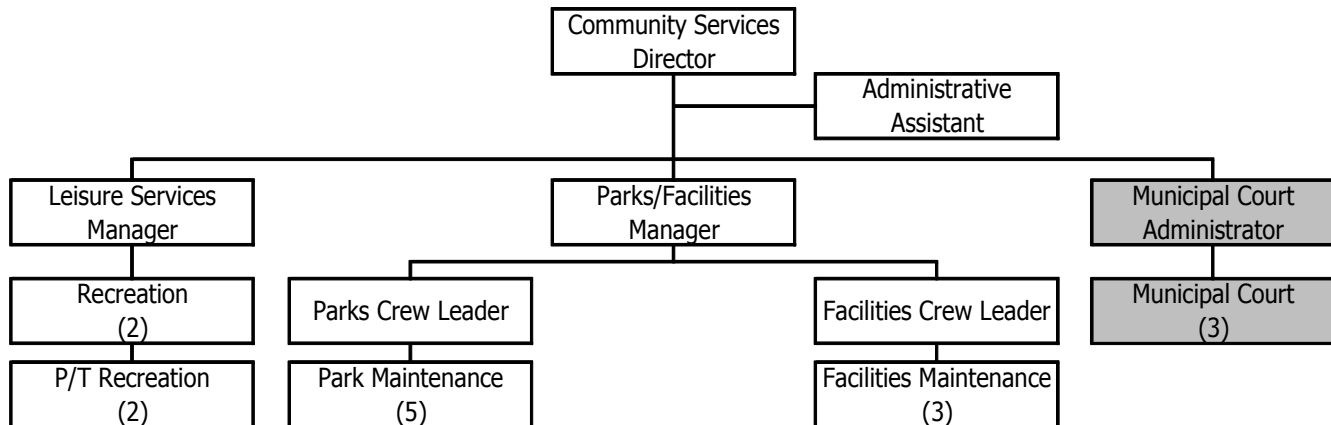 Community Services
Director
Administrative
Assistant
Leisure Services
Manager
Parks/Facilities
Manager
Municipal Court
Administrator
Recreation
(2)
Parks Crew Leader
Facilities Crew Leader
Municipal Court
(3)
P/T Recreation
(2)
Park Maintenance
(5)
Facilities Maintenance
(3)